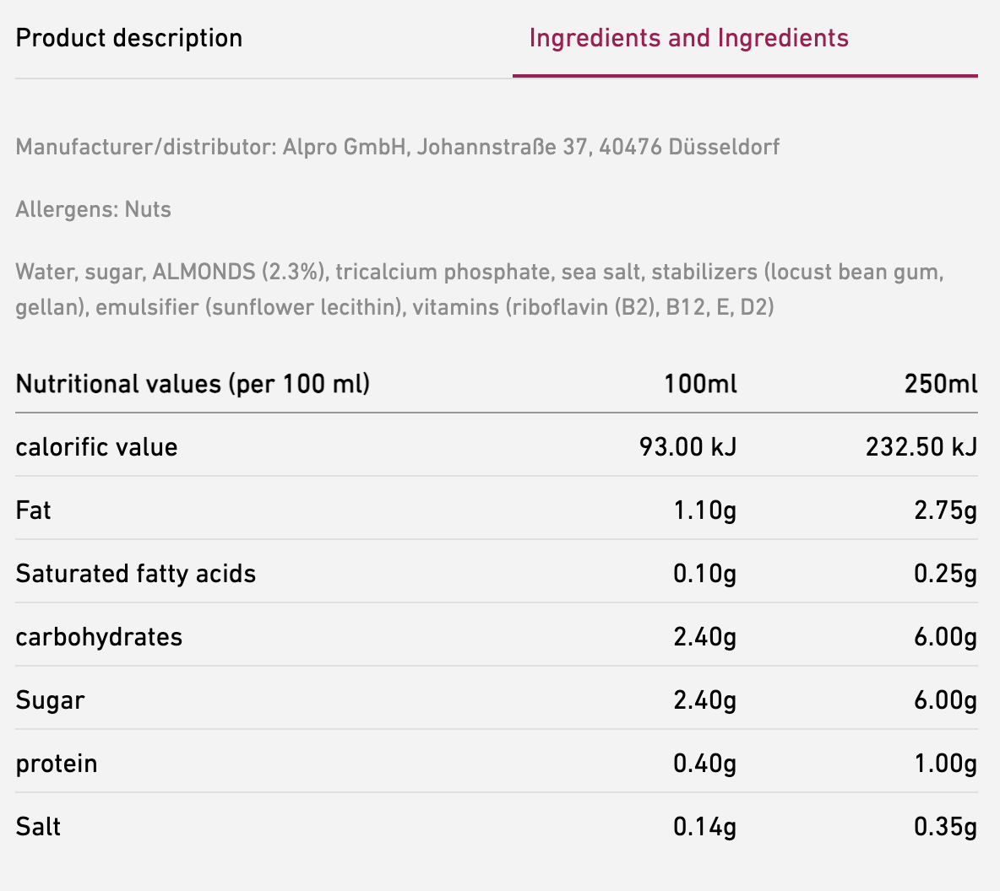 Product description
Ingredients and Ingredients
Manufacturer/distributor: Alpro GmbH, Johannstraße 37, 40476 Düsseldorf
Allergens: Nuts
Water, sugar, ALMONDS (2.3%), tricalcium phosphate, sea salt, stabilizers (locust bean gum,
gellan), emulsifier (sunflower lecithin), vitamins (riboflavin (B2), B12, E, D2)
Nutritional values (per 100 ml) 100ml 250ml
calorific value 93.00 kJ 232.50 kJ
Fat 1.10g 2.75g
Saturated fatty acids 0.10g 0.25g
carbohydrates 2.40g 6.00g
Sugar 2.40g 6.00g
protein 0.40g 1.00g
Salt 0.14g 0.35g